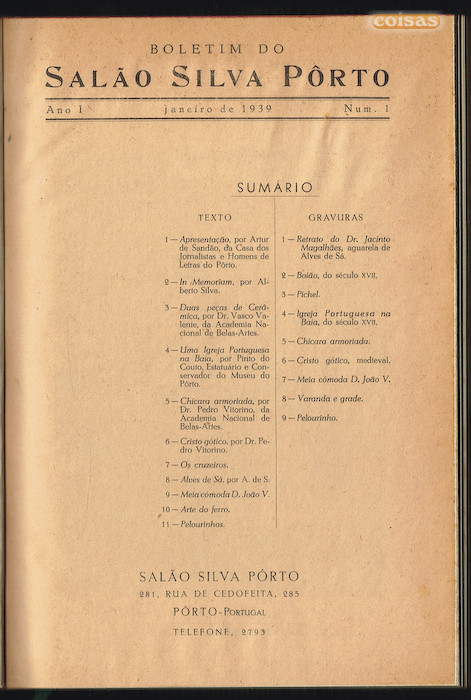 coisas
BOLETIM DO
SALÃO SILVA PÔRTO
Ano I janeiro de 1939 Num. 1
SUMÁRIO
TEXTO
1 — Apresentação, por Artur
de Sandão, da Casa dos
Jornalistas e Homens de
Letras do Pôrto.
2 — In Memoriam, por Al-
berto Silva.
3 — Duas peças de Cerâ-
mica, por Dr. Vasco Va-
lente, da Academia Na-
cional de Belas-Artes.
4 — Uma Igreja Portuguesa
na Baía, por Pinto do
Couto, Estatuário e Con-
servador do Museu do
Pôrto.
5 — Chícara armoriada, por
Dr. Pedro Vitorino, da
Academia Nacional de
Belas-Artes.
6 — Cristo gótico, por Dr. Pe-
dro Vitorino.
7 — Os cruzeiros.
8 — Alves de Sá, por A. de S.
9 — Meia cómoda D. João V.
10 — Arte do ferro.
11 — Pelourinhos.
GRAVURAS
1 — Retrato do Dr. Jacinto
Magalhães, aguarela de
Alves de Sá.
2 — Boião, do século XVII.
3 — Pichel.
4 — Igreja Portuguesa na
Baía, do século XVII.
5 — Chícara armoriada.
6 — Cristo gótico, medieval.
7 — Meia cómoda D. João V.
8 — Varanda e grade.
9 — Pelourinho.
SALÃO SILVA PÔRTO
281, RUA DE CEDOFEITA, 285
PÔRTO-PORTUGAL
TELEFONE, 2793